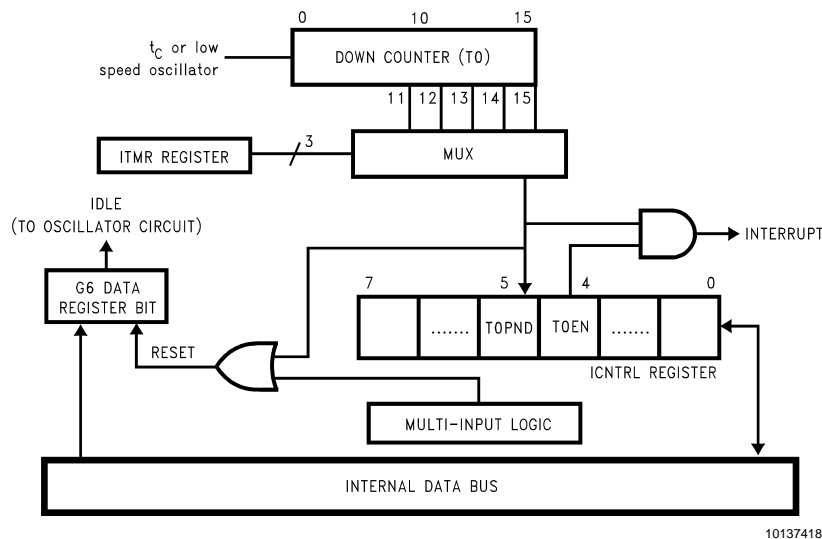 0 10 15
t_C or low
speed oscillator
DOWN COUNTER (T0)
11 12 13 14 15
ITMR REGISTER
3
MUX
IDLE
(TO OSCILLATOR CIRCUIT)
INTERRUPT
G6 DATA
REGISTER BIT
7 5 4 0
....... T0PND T0EN .......
RESET
ICNTRL REGISTER
MULTI-INPUT LOGIC
INTERNAL DATA BUS
10137418